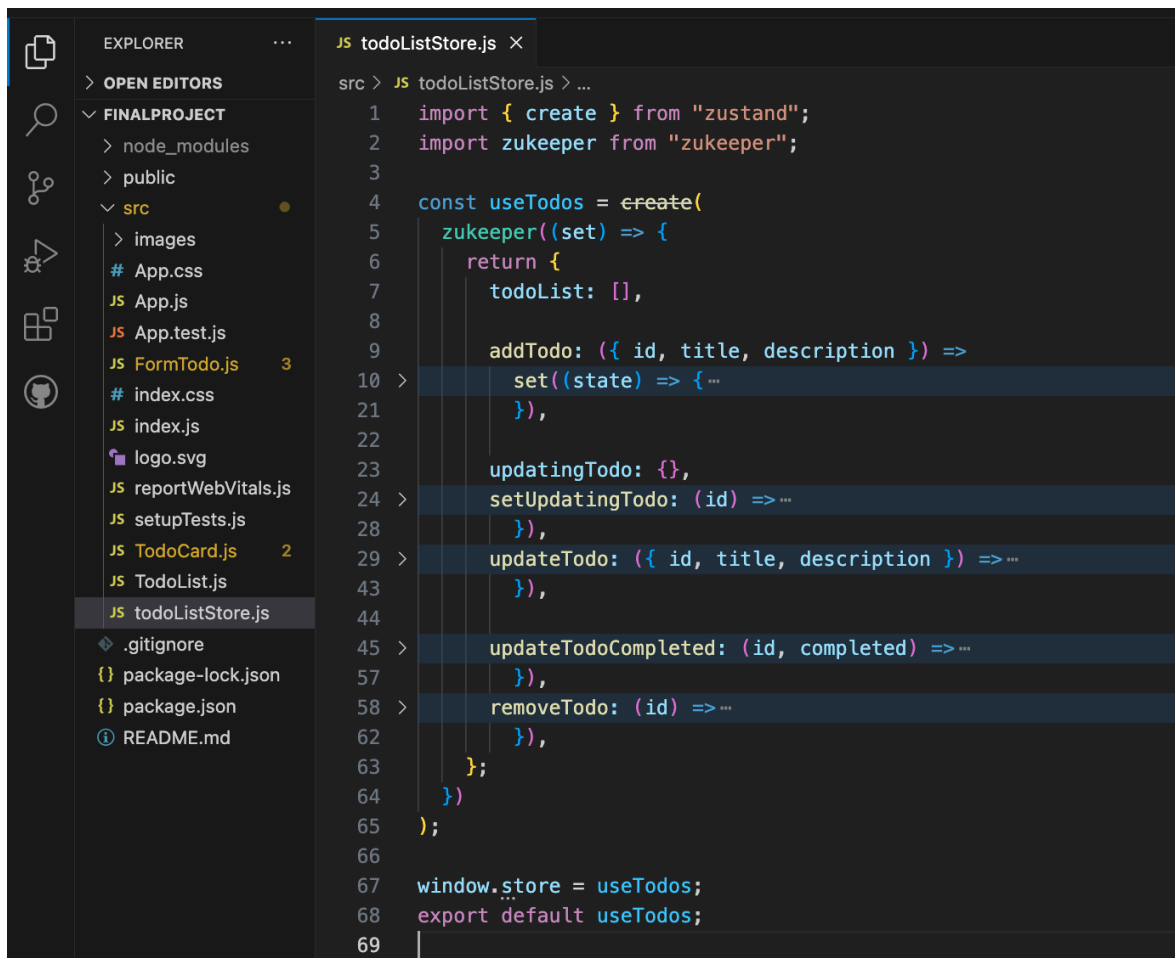 EXPLORER ...
OPEN EDITORS
FINALPROJECT
node_modules
public
src
images
# App.css
JS App.js
JS App.test.js
JS FormTodo.js 3
# index.css
JS index.js
logo.svg
JS reportWebVitals.js
JS setupTests.js
JS TodoCard.js 2
JS TodoList.js
JS todoListStore.js
.gitignore
{} package-lock.json
{} package.json
README.md
JS todoListStore.js ×
src > JS todoListStore.js > ...
1 import { create } from "zustand";
2 import zukeeper from "zukeeper";
3
4 const useTodos = create(
5 zukeeper((set) => {
6 return {
7 todoList: [],
8
9 addTodo: ({ id, title, description }) =>
10 > set((state) => {…
21 }),
22
23 updatingTodo: {},
24 > setUpdatingTodo: (id) =>…
28 }),
29 > updateTodo: ({ id, title, description }) =>…
43 }),
44
45 > updateTodoCompleted: (id, completed) =>…
57 }),
58 > removeTodo: (id) =>…
62 }),
63 };
64 })
65 );
66
67 window.store = useTodos;
68 export default useTodos;
69